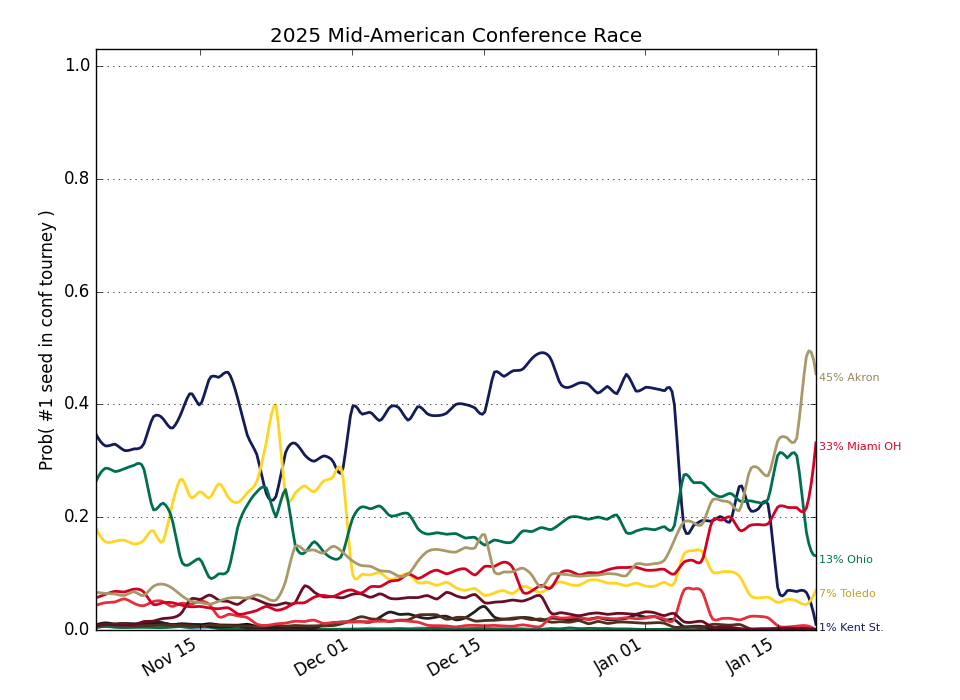 2025 Mid-American Conference Race
Prob( #1 seed in conf tourney )
1.0
0.8
0.6
0.4
0.2
0.0
45% Akron
33% Miami OH
13% Ohio
7% Toledo
1% Kent St.
Nov 15
Dec 01
Dec 15
Jan 01
Jan 15